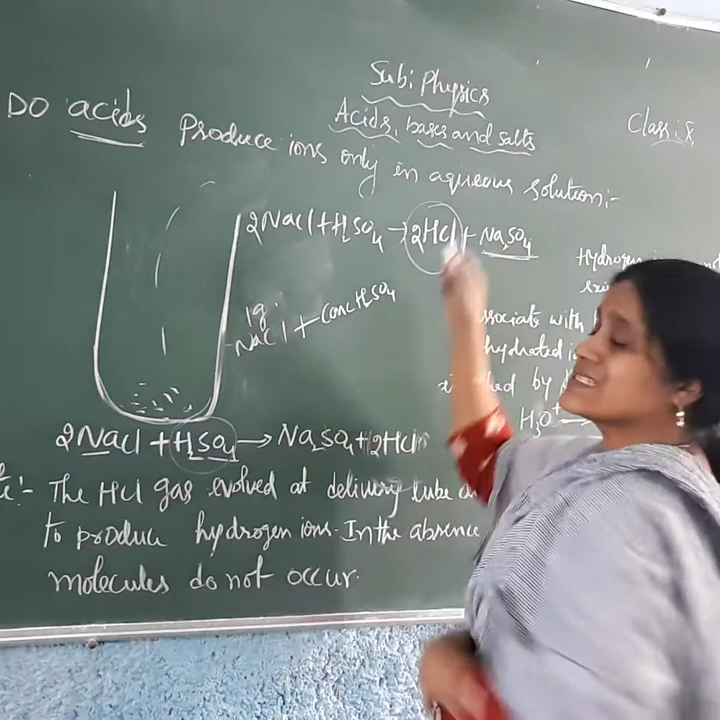 Sub: Physics
Acids, bases and salts
Class: X
DO acids Produce ions only in aqueous solution:-
2NaCl + H2SO4 → 2HCl + Na2SO4
1g.
NaCl + Conc H2SO4
Hydrogen
ssociate with
hydrated
by
H3O+
2NaCl + H2SO4 → Na2SO4 + 2HCl
:- The HCl gas evolved at delivery tube
to produce hydrogen ions. In the absence
molecules do not occur.